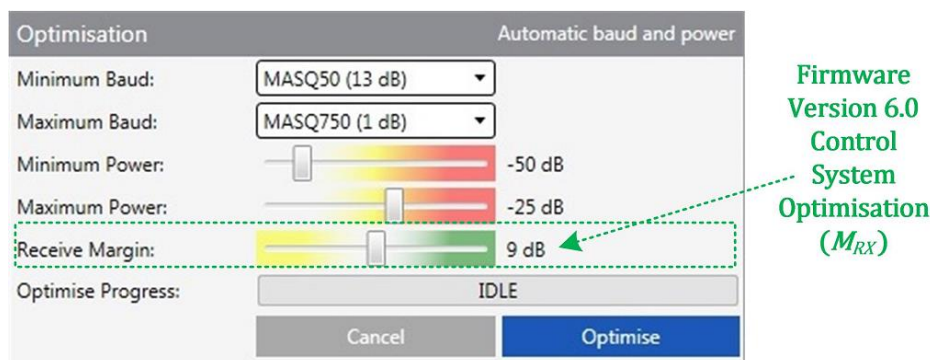 Optimisation Automatic baud and power
Minimum Baud: MASQ50 (13 dB)
Maximum Baud: MASQ750 (1 dB)
Minimum Power: -50 dB
Maximum Power: -25 dB
Receive Margin: 9 dB
Optimise Progress: IDLE
Cancel Optimise
Firmware
Version 6.0
Control
System
Optimisation
(M_RX)